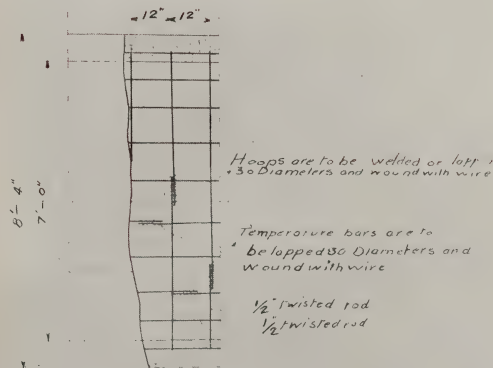 12" 12"
8'-4"
7'-0"
Hoops are to be welded or lapp
30 Diameters and wound with wire
Temperature bars are to
be lapped 30 Diameters and
wound with wire
1/2" twisted rod
1/2" twisted rod